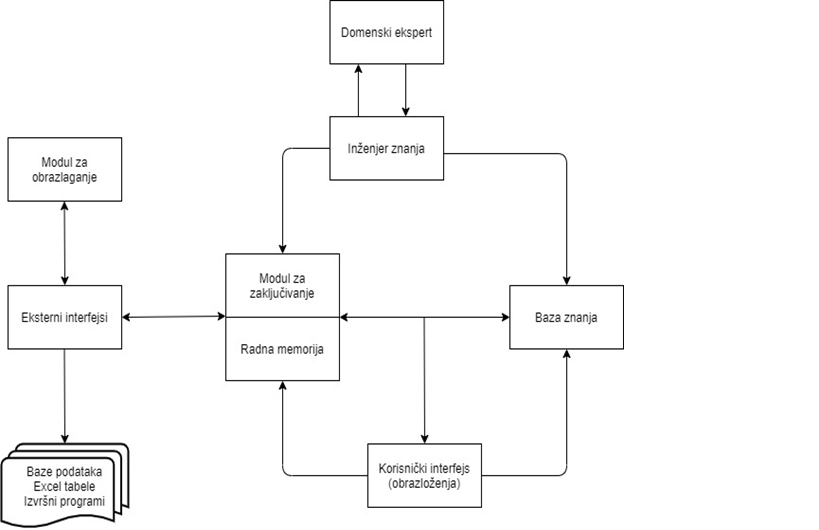 Domenski ekspert
Inženjer znanja
Modul za
obrazlaganje
Modul za
zaključivanje
Eksterni interfejsi
Baza znanja
Radna memorija
Baze podataka
Excel tabele
Izvršni programi
Korisnički interfejs
(obrazloženja)